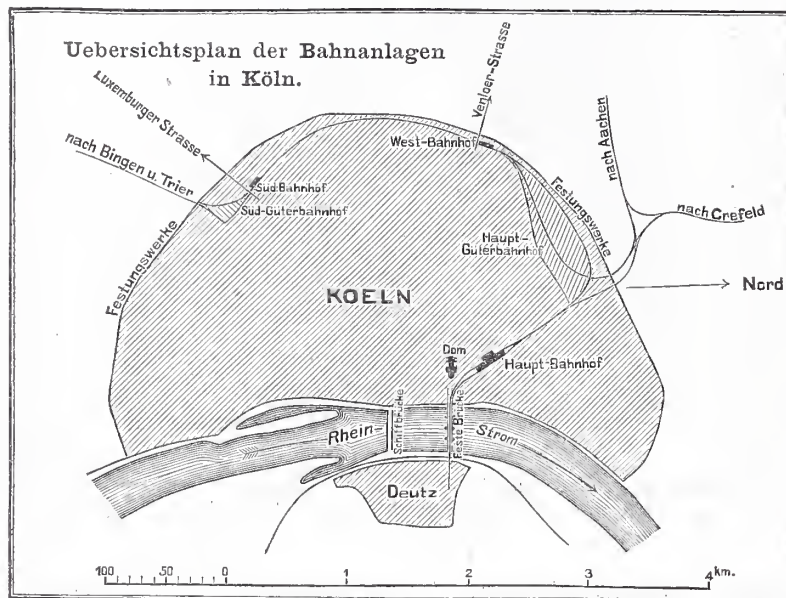 Uebersichtsplan der Bahnanlagen
in Köln.
Luxemburger Strasse
nach Bingen u. Trier
Venloer-Strasse
West-Bahnhof
nach Aachen
nach Crefeld
Süd-Bahnhof
Süd-Güterbahnhof
Haupt-
Güterbahnhof
Festungswerke
Festungswerke
Nord
KOELN
Dom
Haupt-Bahnhof
Rhein-
Schiffbrücke
Feste Brücke
Strom
Deutz
100 50 0 1 2 3 4 km.